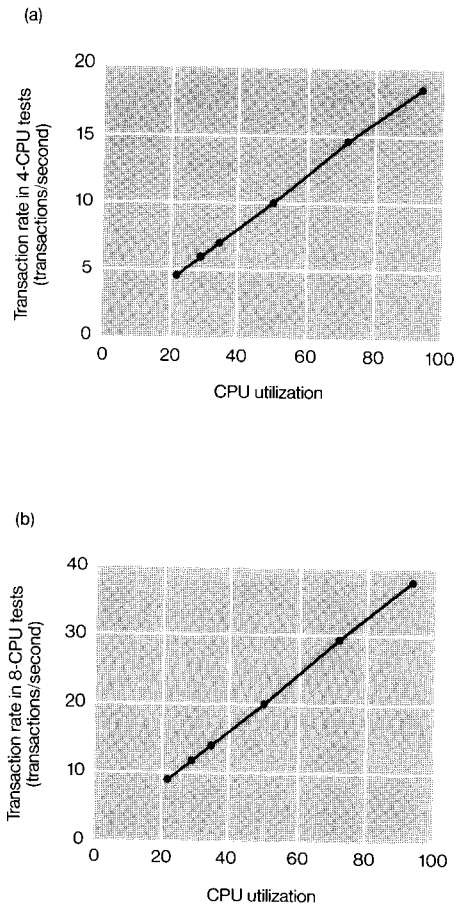 (a)
Transaction rate in 4-CPU tests
(transactions/second)
20
15
10
5
0
0 20 40 60 80 100
CPU utilization
(b)
Transaction rate in 8-CPU tests
(transactions/second)
40
30
20
10
0
0 20 40 60 80 100
CPU utilization